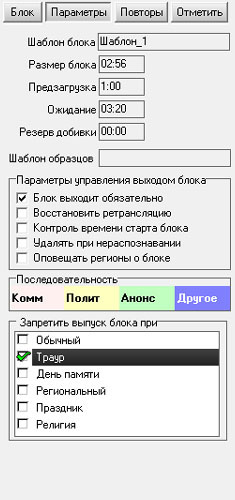 Блок Параметры Повторы Отметить
Шаблон блока Шаблон_1
Размер блока 02:56
Предзагрузка 1:00
Ожидание 03:20
Резерв добивки 00:00
Шаблон образцов
Параметры управления выходом блока
Блок выходит обязательно
Восстановить ретрансляцию
Контроль времени старта блока
Удалять при нераспознавании
Оповещать регионы о блоке
Последовательность
Комм Полит Анонс Другое
Запретить выпуск блока при
Обычный
Траур
День памяти
Региональный
Праздник
Религия